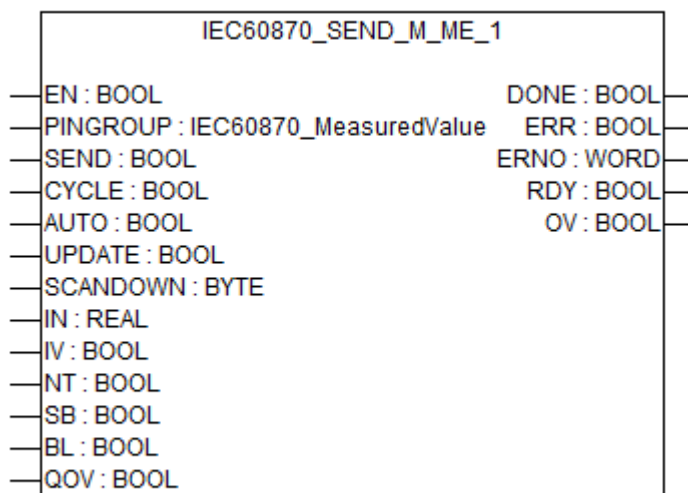 IEC60870_SEND_M_ME_1
EN : BOOL DONE : BOOL
PINGROUP : IEC60870_MeasuredValue ERR : BOOL
SEND : BOOL ERNO : WORD
CYCLE : BOOL RDY : BOOL
AUTO : BOOL OV : BOOL
UPDATE : BOOL
SCANDOWN : BYTE
IN : REAL
IV : BOOL
NT : BOOL
SB : BOOL
BL : BOOL
QOV : BOOL